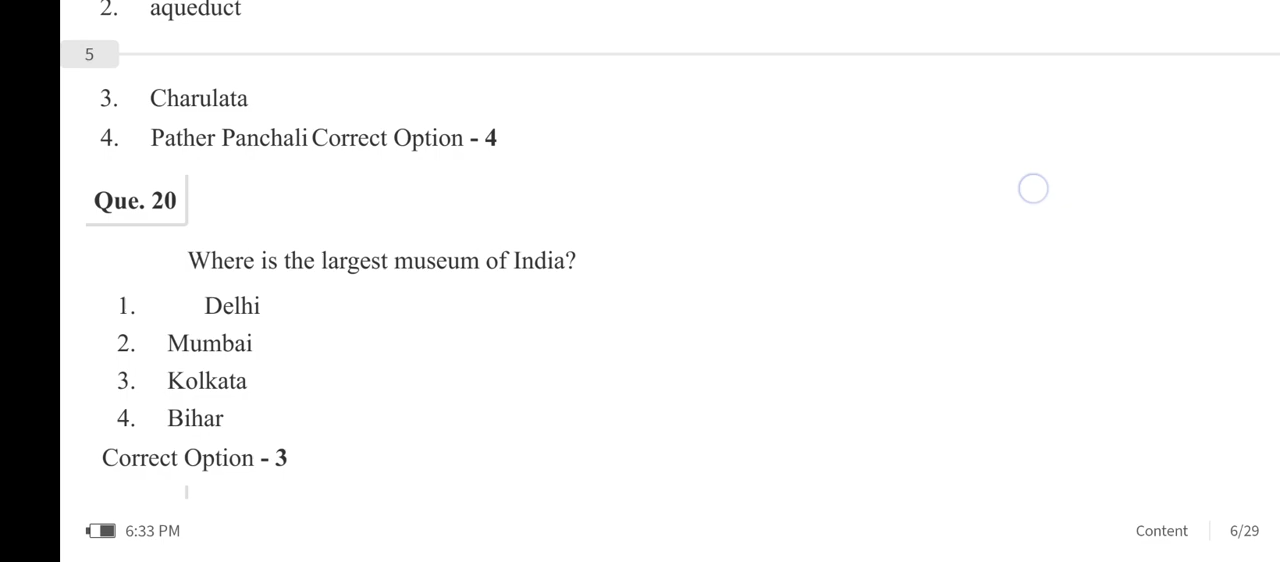 2. aqueduct
5
3. Charulata
4. Pather Panchali Correct Option - 4
Que. 20
Where is the largest museum of India?
1. Delhi
2. Mumbai
3. Kolkata
4. Bihar
Correct Option - 3
6:33 PM Content 6/29